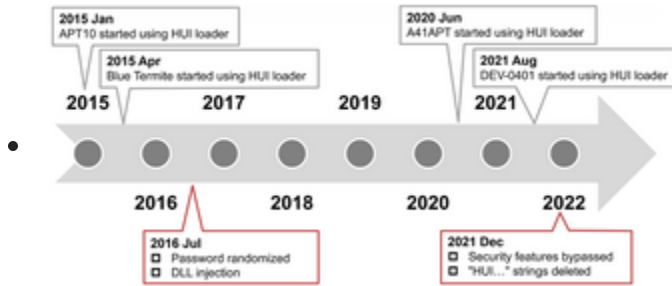 2015 Jan
APT10 started using HUI loader
2015 Apr
Blue Termite started using HUI loader
2020 Jun
A41APT started using HUI loader
2021 Aug
DEV-0401 started using HUI loader
2015 2017 2019 2021
2016 2018 2020 2022
2016 Jul
Password randomized
DLL injection
2021 Dec
Security features bypassed
"HUI..." strings deleted